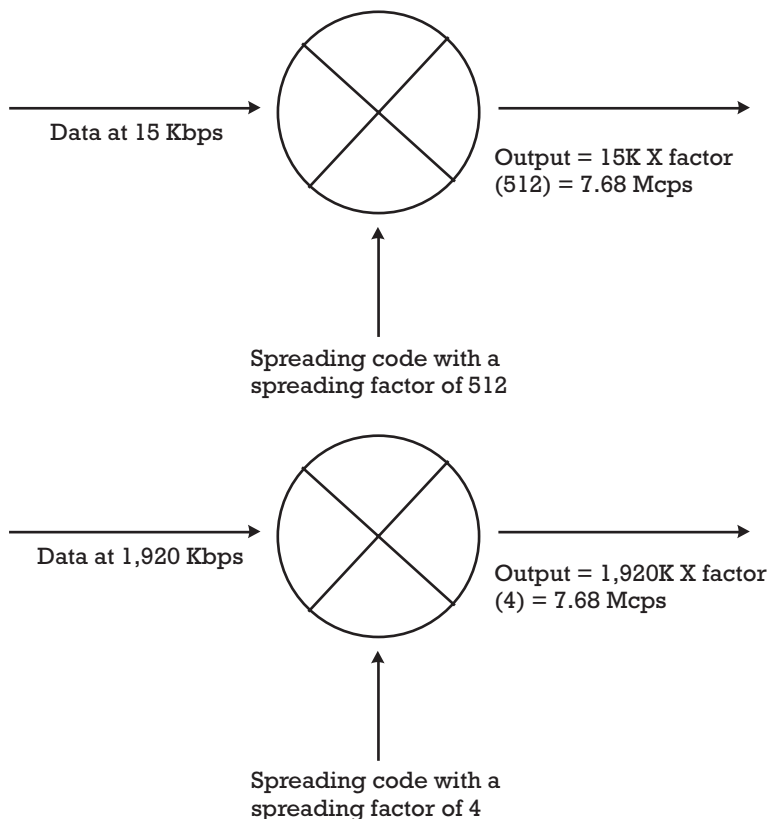 Data at 15 Kbps
Output = 15K X factor
(512) = 7.68 Mcps
Spreading code with a
spreading factor of 512
Data at 1,920 Kbps
Output = 1,920K X factor
(4) = 7.68 Mcps
Spreading code with a
spreading factor of 4